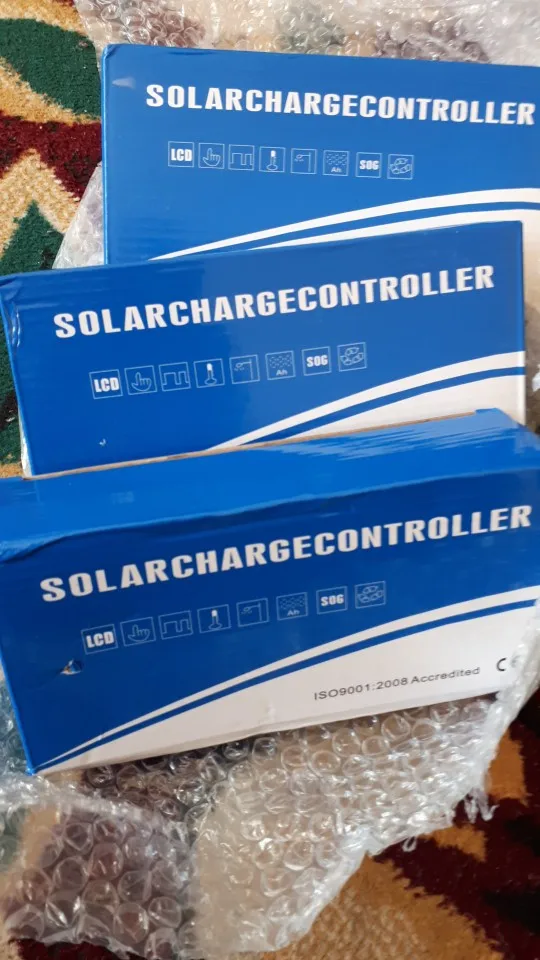 SOLARCHARGECONTROLLER
LCD Ah SOG
SOLARCHARGECONTROLLER
LCD Ah SOG
SOLARCHARGECONTROLLER
LCD Ah SOG
ISO9001:2008 Accredited CE